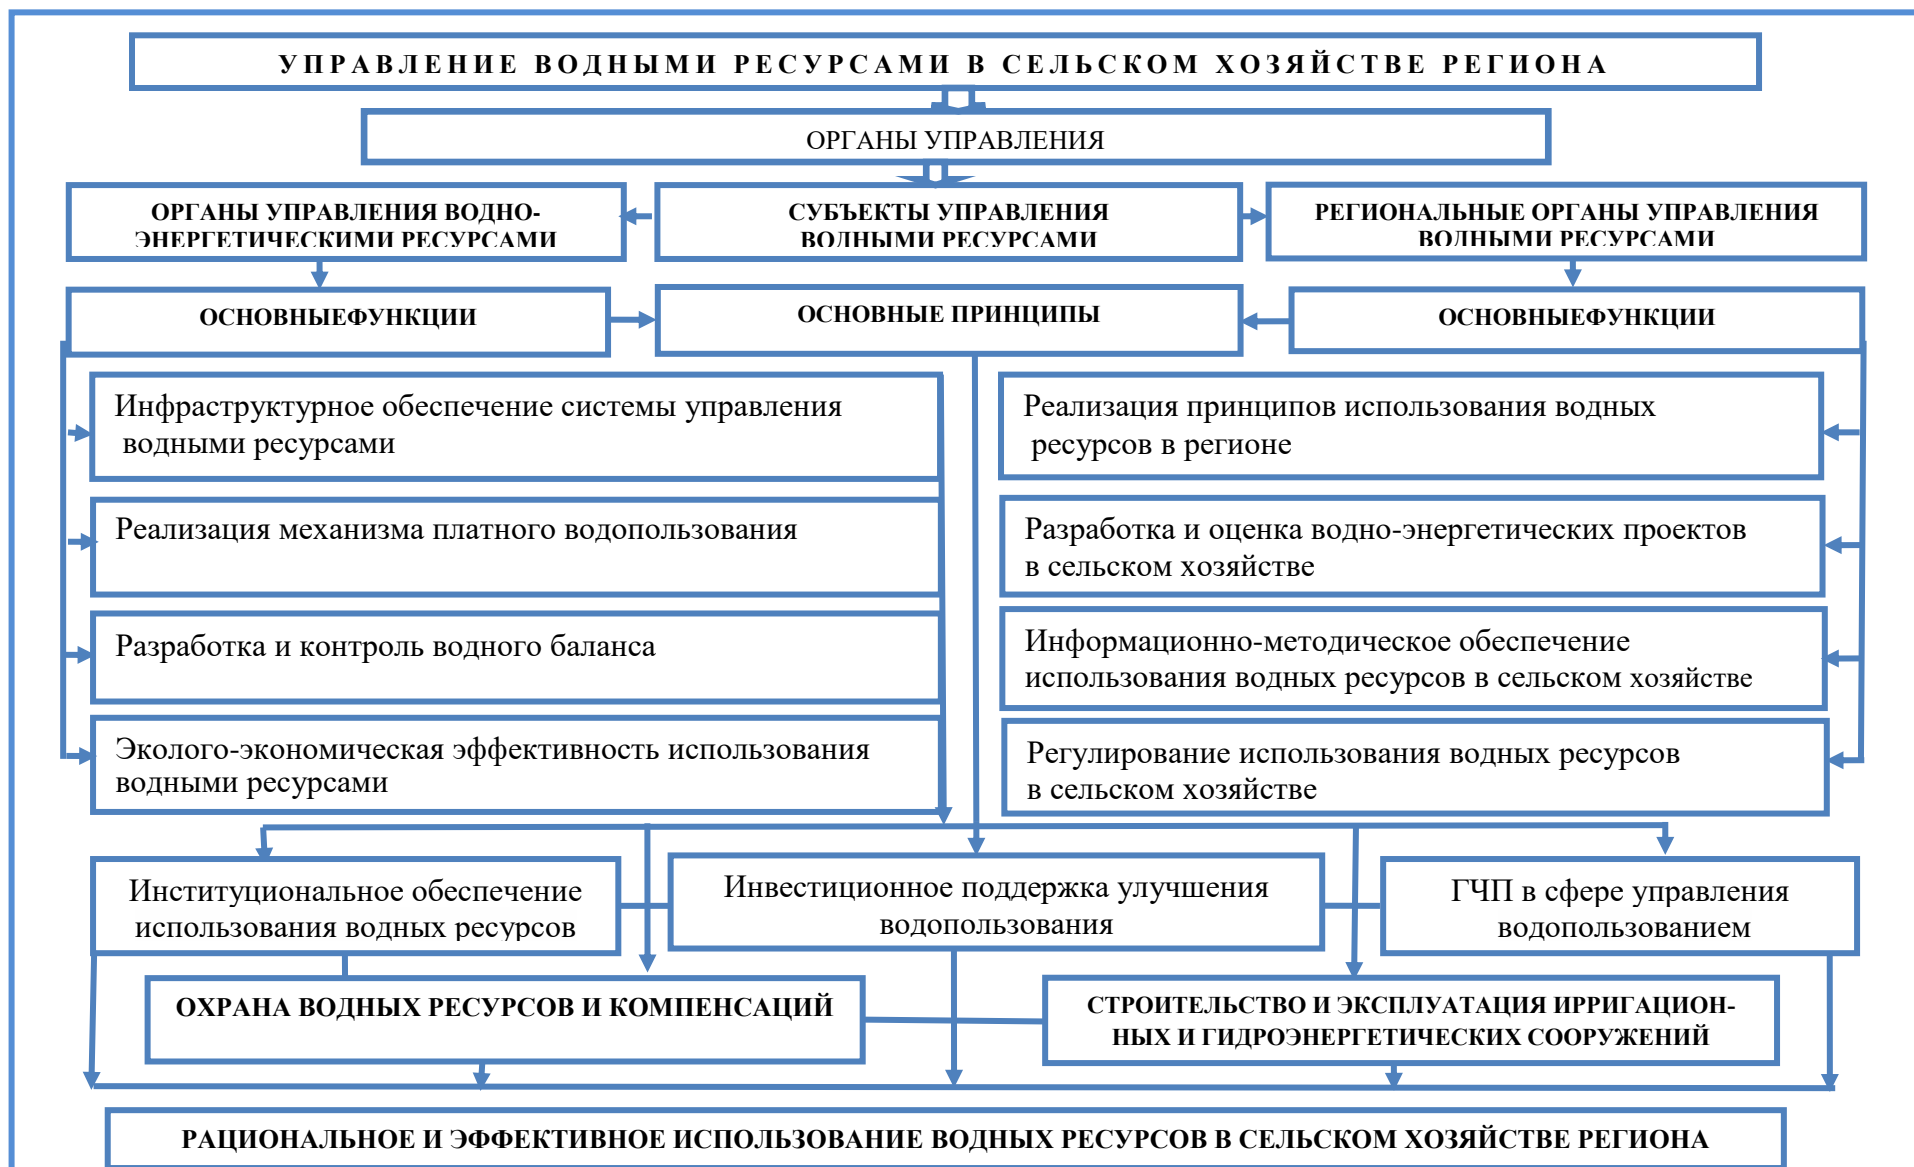 УПРАВЛЕНИЕ ВОДНЫМИ РЕСУРСАМИ В СЕЛЬСКОМ ХОЗЯЙСТВЕ РЕГИОНА
ОРГАНЫ УПРАВЛЕНИЯ
ОРГАНЫ УПРАВЛЕНИЯ ВОДНО-
ЭНЕРГЕТИЧЕСКИМИ РЕСУРСАМИ
СУБЪЕКТЫ УПРАВЛЕНИЯ
ВОДНЫМИ РЕСУРСАМИ
РЕГИОНАЛЬНЫЕ ОРГАНЫ УПРАВЛЕНИЯ
ВОДНЫМИ РЕСУРСАМИ
ОСНОВНЫЕФУНКЦИИ
ОСНОВНЫЕ ПРИНЦИПЫ
ОСНОВНЫЕФУНКЦИИ
Инфраструктурное обеспечение системы управления
водными ресурсами
Реализация механизма платного водопользования
Разработка и контроль водного баланса
Эколого-экономическая эффективность использования
водными ресурсами
Реализация принципов использования водных
ресурсов в регионе
Разработка и оценка водно-энергетических проектов
в сельском хозяйстве
Информационно-методическое обеспечение
использования водных ресурсов в сельском хозяйстве
Регулирование использования водных ресурсов
в сельском хозяйстве
Институциональное обеспечение
использования водных ресурсов
Инвестиционное поддержка улучшения
водопользования
ГЧП в сфере управления
водопользованием
ОХРАНА ВОДНЫХ РЕСУРСОВ И КОМПЕНСАЦИЙ
СТРОИТЕЛЬСТВО И ЭКСПЛУАТАЦИЯ ИРРИГАЦИОН-
НЫХ И ГИДРОЭНЕРГЕТИЧЕСКИХ СООРУЖЕНИЙ
РАЦИОНАЛЬНОЕ И ЭФФЕКТИВНОЕ ИСПОЛЬЗОВАНИЕ ВОДНЫХ РЕСУРСОВ В СЕЛЬСКОМ ХОЗЯЙСТВЕ РЕГИОНА